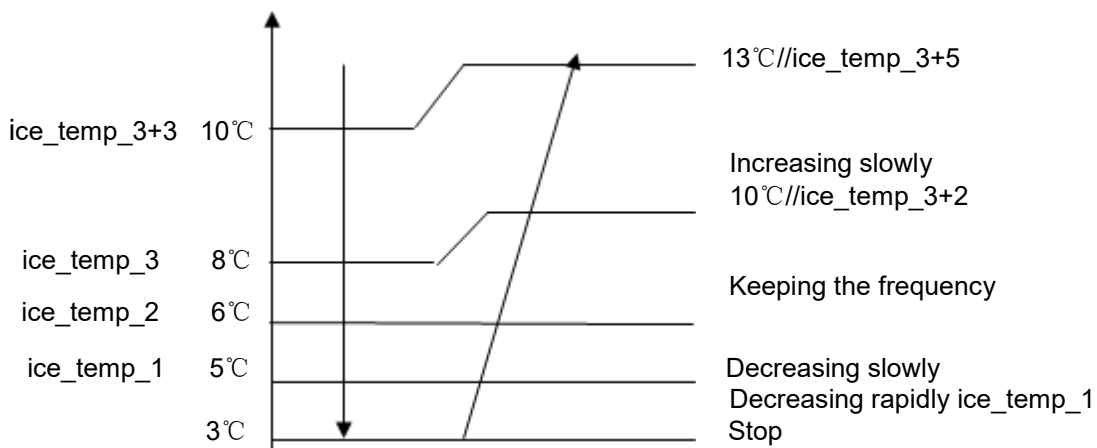 13℃//ice_temp_3+5
ice_temp_3+3 10℃
Increasing slowly
10℃//ice_temp_3+2
ice_temp_3 8℃
Keeping the frequency
ice_temp_2 6℃
ice_temp_1 5℃
Decreasing slowly
Decreasing rapidly ice_temp_1
3℃ Stop